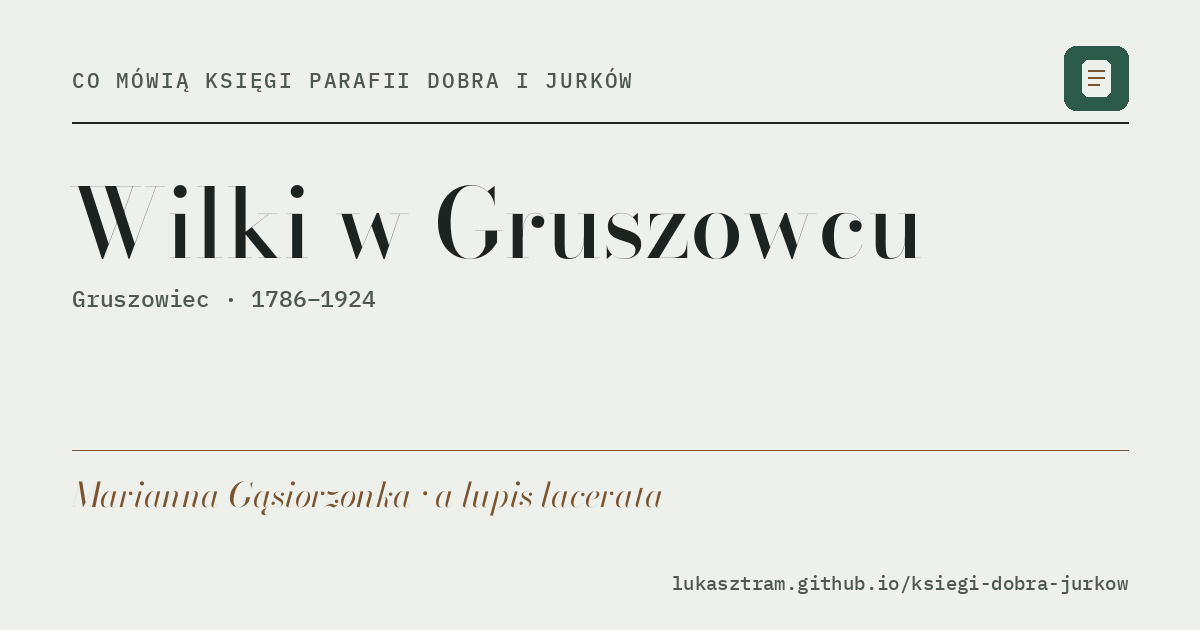 CO MÓWIĄ KSIĘGI PARAFII DOBRA I JURKÓW
Wilki w Gruszowcu
Gruszowiec · 1786–1924
Marianna Gąsiorzonka · a lupis lacerata
lukasztram.github.io/ksiegi-dobra-jurkow